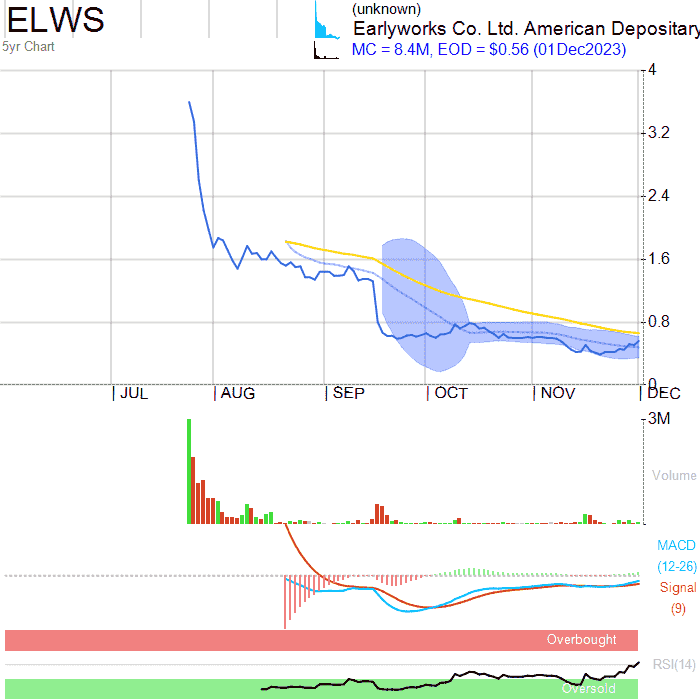 ELWS
5yr Chart
(unknown)
Earlyworks Co. Ltd. American Depositary
MC = 8.4M, EOD = $0.56 (01Dec2023)
4
3.2
2.4
1.6
0.8
0
JUL
AUG
SEP
OCT
NOV
DEC
3M
Volume
MACD
(12-26)
Signal
(9)
Overbought
RSI(14)
Oversold